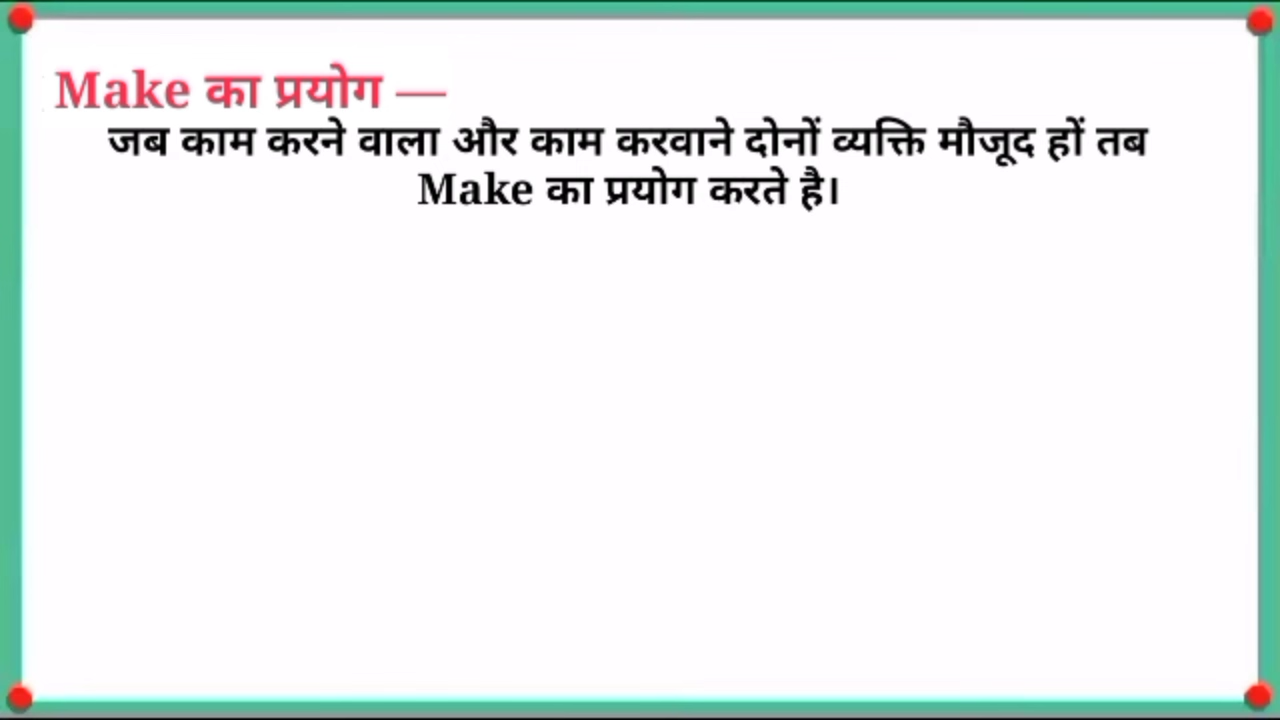 Make का प्रयोग —
जब काम करने वाला और काम करवाने दोनों व्यक्ति मौजूद हों तब
Make का प्रयोग करते है।